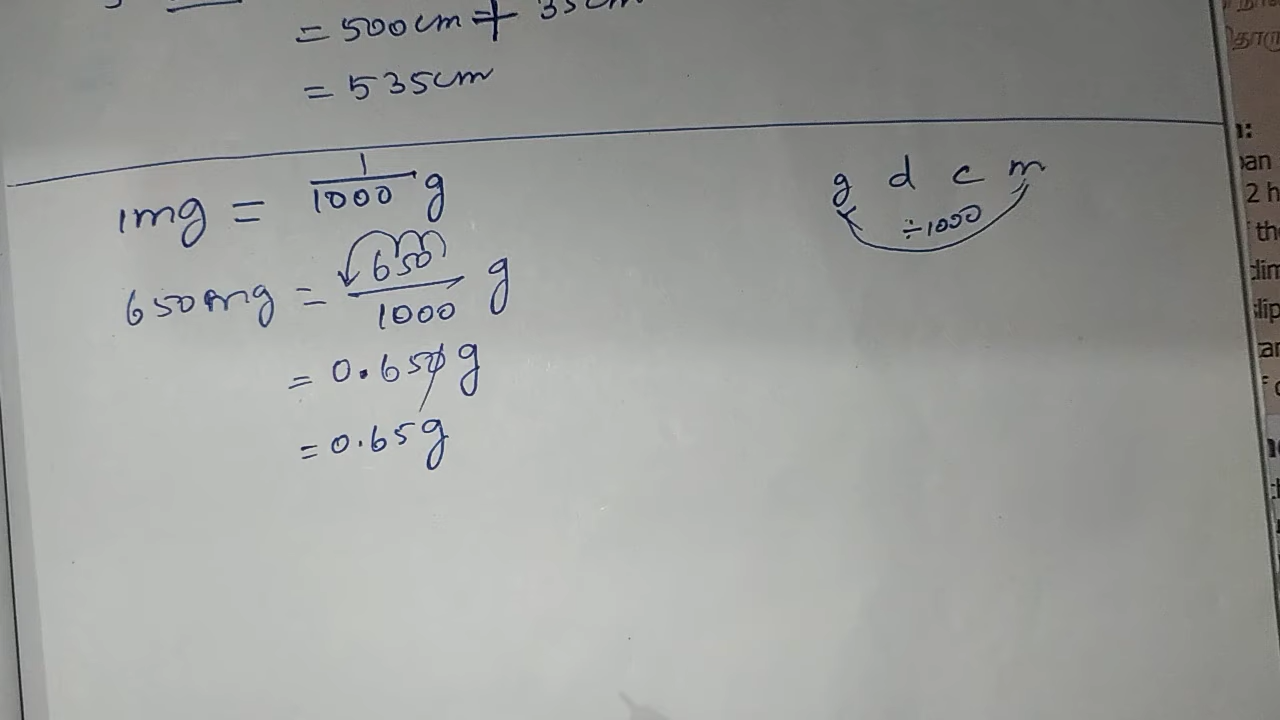 = 500cm + 35cm
= 535cm
1mg = 1/1000 g
g d c m
÷1000
650mg = 650/1000 g
= 0.650 g
= 0.65g